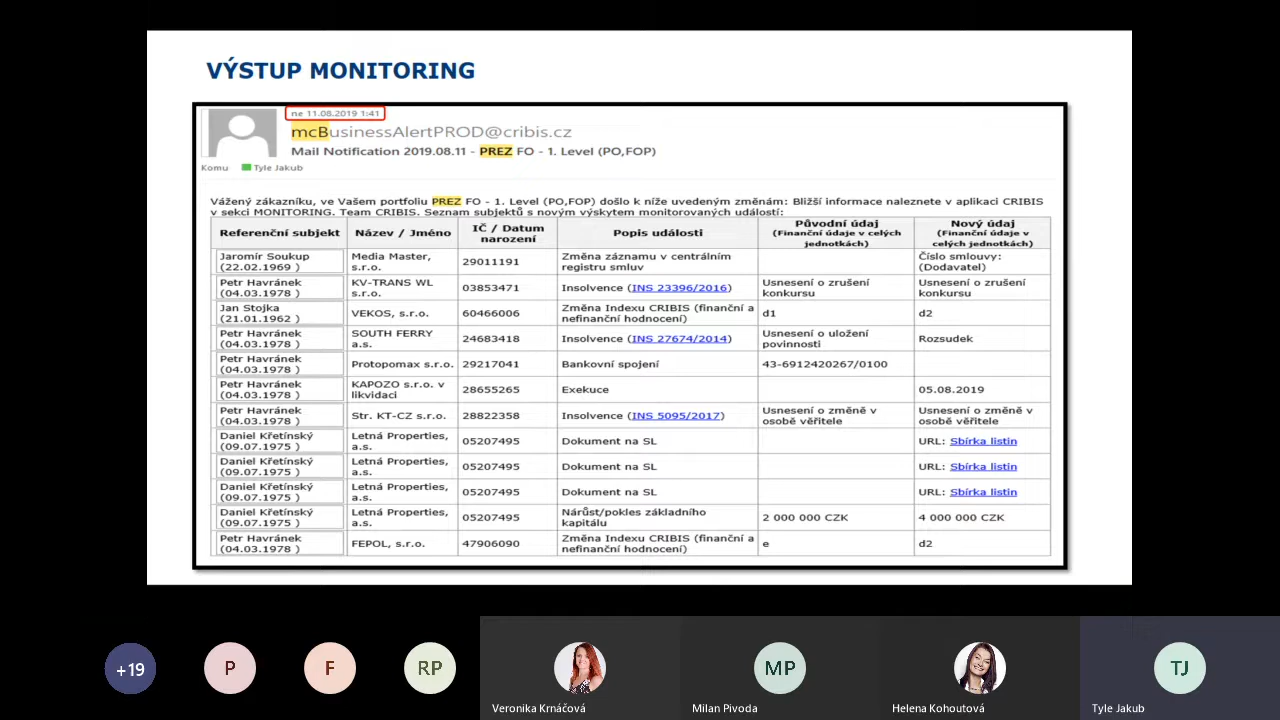 VÝSTUP MONITORING
ne 11.08.2019 1:41
mcBusinessAlertPROD@cribis.cz
Mail Notification 2019.08.11 - PREZ FO - 1. Level (PO,FOP)
Komu Tyle Jakub
Vážený zákazníku, ve Vašem portfoliu PREZ FO - 1. Level (PO,FOP) došlo k níže uvedeným změnám: Bližší informace naleznete v aplikaci CRIBIS
v sekci MONITORING. Team CRIBIS. Seznam subjektů s novým výskytem monitorovaných událostí:
Referenční subjekt Název / Jméno IČ / Datum narození Popis události Původní údaj (Finanční údaje v celých jednotkách) Nový údaj (Finanční údaje v celých jednotkách)
Jaromír Soukup (22.02.1969 ) Media Master, s.r.o. 29011191 Změna záznamu v centrálním registru smluv Číslo smlouvy: (Dodavatel)
Petr Havránek (04.03.1978 ) KV-TRANS WL s.r.o. 03853471 Insolvence (INS 23396/2016) Usnesení o zrušení konkursu Usnesení o zrušení konkursu
Jan Stojka (21.01.1962 ) VEKOS, s.r.o. 60466006 Změna Indexu CRIBIS (finanční a nefinanční hodnocení) d1 d2
Petr Havránek (04.03.1978 ) SOUTH FERRY a.s. 24683418 Insolvence (INS 27674/2014) Usnesení o uložení povinnosti Rozsudek
Petr Havránek (04.03.1978 ) Protopomax s.r.o. 29217041 Bankovní spojení 43-6912420267/0100
Petr Havránek (04.03.1978 ) KAPOZO s.r.o. v likvidaci 28655265 Exekuce 05.08.2019
Petr Havránek (04.03.1978 ) Str. KT-CZ s.r.o. 28822358 Insolvence (INS 5095/2017) Usnesení o změně v osobě věřitele Usnesení o změně v osobě věřitele
Daniel Křetínský (09.07.1975 ) Letná Properties, a.s. 05207495 Dokument na SL URL: Sbírka listin
Daniel Křetínský (09.07.1975 ) Letná Properties, a.s. 05207495 Dokument na SL URL: Sbírka listin
Daniel Křetínský (09.07.1975 ) Letná Properties, a.s. 05207495 Dokument na SL URL: Sbírka listin
Daniel Křetínský (09.07.1975 ) Letná Properties, a.s. 05207495 Nárůst/pokles základního kapitálu 2 000 000 CZK 4 000 000 CZK
Petr Havránek (04.03.1978 ) FEPOL, s.r.o. 47906090 Změna Indexu CRIBIS (finanční a nefinanční hodnocení) e d2
+19 P F RP MP TJ
Veronika Krnáčová Milan Pivoda Helena Kohoutová Tyle Jakub